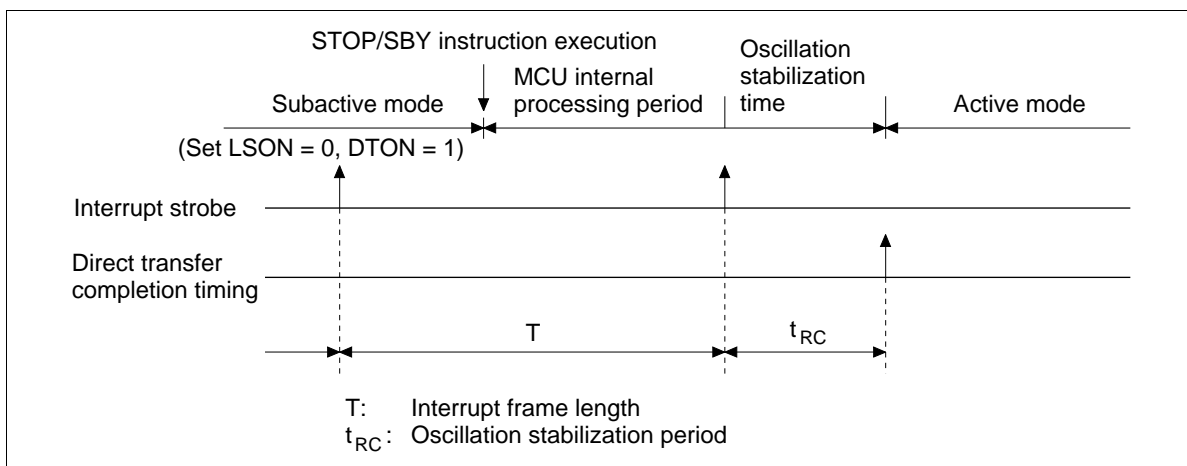 STOP/SBY instruction execution
Subactive mode
MCU internal
processing period
Oscillation
stabilization
time
Active mode
(Set LSON = 0, DTON = 1)
Interrupt strobe
Direct transfer
completion timing
T
tRC
T: Interrupt frame length
tRC: Oscillation stabilization period